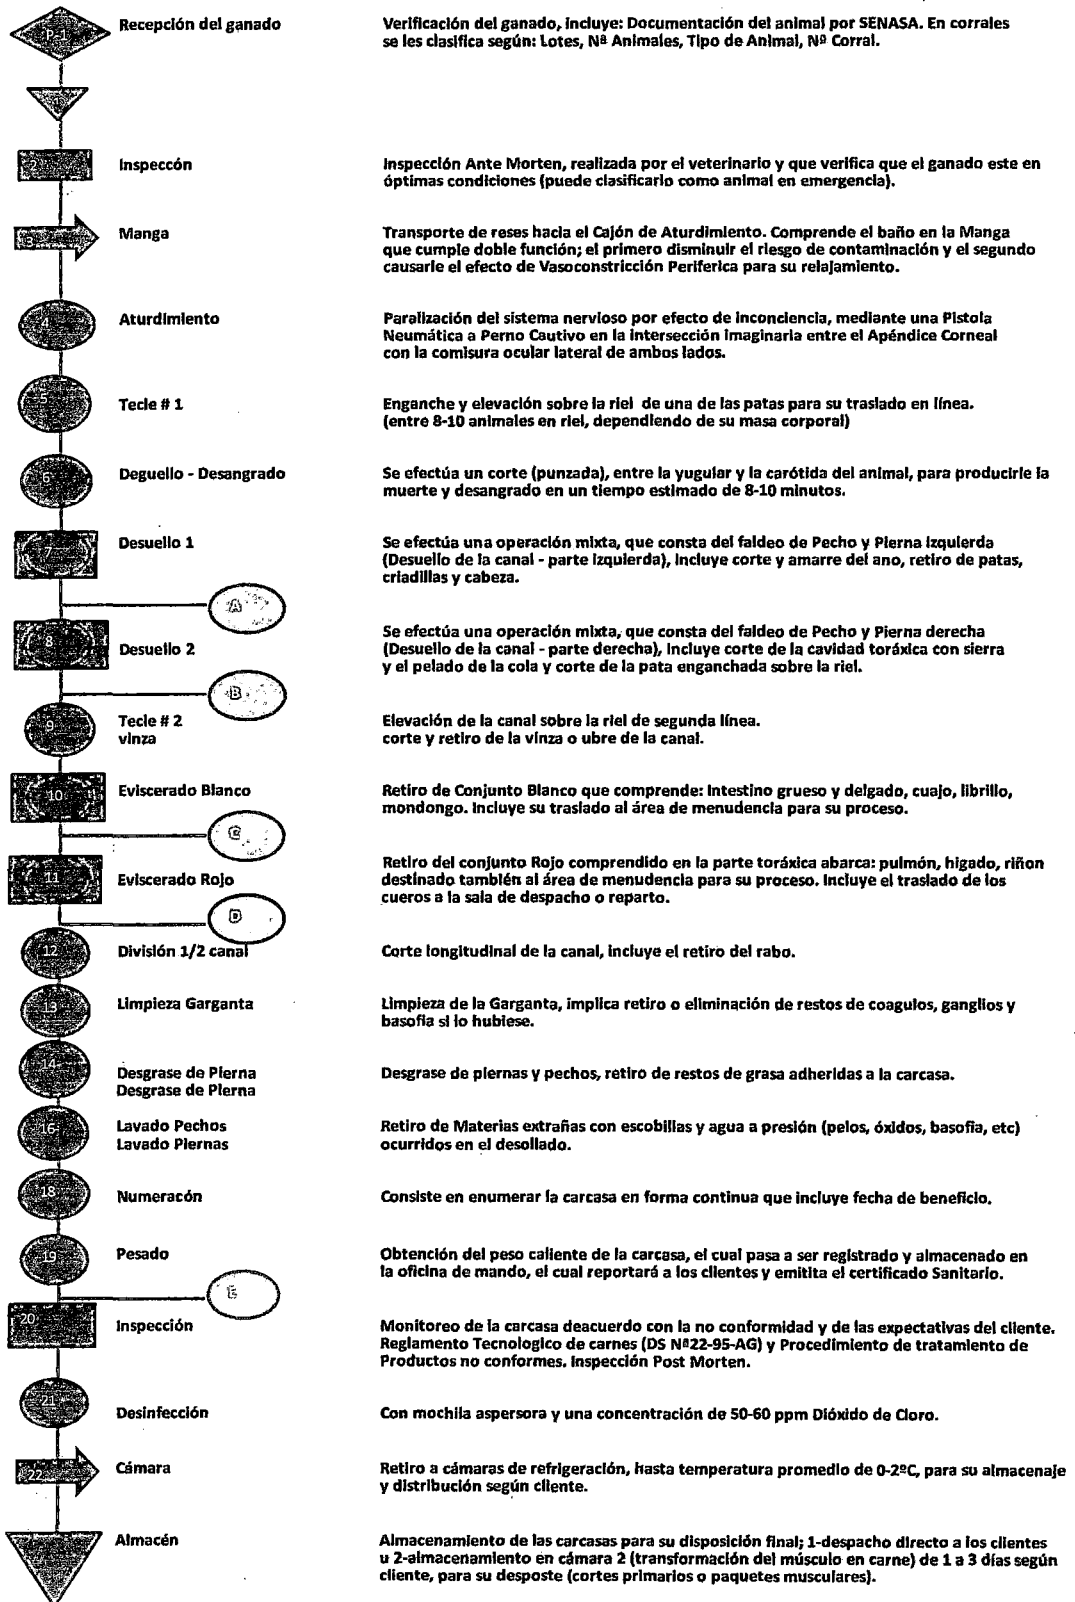 P-1
Recepción del ganado
Verificación del ganado, incluye: Documentación del animal por SENASA. En corrales
se les clasifica según: Lotes, Nª Animales, Tipo de Animal, Nº Corral.
1
2
Inspeccón
Inspección Ante Morten, realizada por el veterinario y que verifica que el ganado este en
óptimas condiciones (puede clasificarlo como animal en emergencia).
3
Manga
Transporte de reses hacia el Cajón de Aturdimiento. Comprende el baño en la Manga
que cumple doble función; el primero disminuir el riesgo de contaminación y el segundo
causarle el efecto de Vasoconstricción Periferica para su relajamiento.
4
Aturdimiento
Paralización del sistema nervioso por efecto de inconciencia, mediante una Pistola
Neumática a Perno Cautivo en la intersección imaginaria entre el Apéndice Corneal
con la comisura ocular lateral de ambos lados.
5
Tecle # 1
Enganche y elevación sobre la riel de una de las patas para su traslado en línea.
(entre 8-10 animales en riel, dependiendo de su masa corporal)
6
Deguello - Desangrado
Se efectúa un corte (punzada), entre la yugular y la carótida del animal, para producirle la
muerte y desangrado en un tiempo estimado de 8-10 minutos.
7
Desuello 1
Se efectúa una operación mixta, que consta del faldeo de Pecho y Pierna izquierda
(Desuello de la canal - parte izquierda), incluye corte y amarre del ano, retiro de patas,
criadillas y cabeza.
A
8
Desuello 2
Se efectúa una operación mixta, que consta del faldeo de Pecho y Pierna derecha
(Desuello de la canal - parte derecha), incluye corte de la cavidad toráxica con sierra
y el pelado de la cola y corte de la pata enganchada sobre la riel.
B
9
Tecle # 2
vinza
Elevación de la canal sobre la riel de segunda línea.
corte y retiro de la vinza o ubre de la canal.
10
Eviscerado Blanco
Retiro de Conjunto Blanco que comprende: Intestino grueso y delgado, cuajo, librillo,
mondongo. Incluye su traslado al área de menudencia para su proceso.
C
11
Eviscerado Rojo
Retiro del conjunto Rojo comprendido en la parte toráxica abarca: pulmón, higado, riñon
destinado también al área de menudencia para su proceso. Incluye el traslado de los
cueros a la sala de despacho o reparto.
D
12
División 1/2 canal
Corte longitudinal de la canal, incluye el retiro del rabo.
13
Limpieza Garganta
Limpieza de la Garganta, implica retiro o eliminación de restos de coagulos, ganglios y
basofia si lo hubiese.
14
Desgrase de Pierna
Desgrase de Pierna
Desgrase de piernas y pechos, retiro de restos de grasa adheridas a la carcasa.
16
Lavado Pechos
Lavado Piernas
Retiro de Materias extrañas con escobillas y agua a presión (pelos, óxidos, basofia, etc)
ocurridos en el desollado.
18
Numeracón
Consiste en enumerar la carcasa en forma continua que incluye fecha de beneficio.
19
Pesado
Obtención del peso caliente de la carcasa, el cual pasa a ser registrado y almacenado en
la oficina de mando, el cual reportará a los clientes y emitita el certificado Sanitario.
E
20
Inspección
Monitoreo de la carcasa deacuerdo con la no conformidad y de las expectativas del cliente.
Reglamento Tecnologico de carnes (DS Nª22-95-AG) y Procedimiento de tratamiento de
Productos no conformes. Inspección Post Morten.
21
Desinfección
Con mochila aspersora y una concentración de 50-60 ppm Dióxido de Cloro.
22
Cámara
Retiro a cámaras de refrigeración, hasta temperatura promedio de 0-2ºC, para su almacenaje
y distribución según cliente.
Almacén
Almacenamiento de las carcasas para su disposición final; 1-despacho directo a los clientes
u 2-almacenamiento en cámara 2 (transformación del músculo en carne) de 1 a 3 días según
cliente, para su desposte (cortes primarios o paquetes musculares).